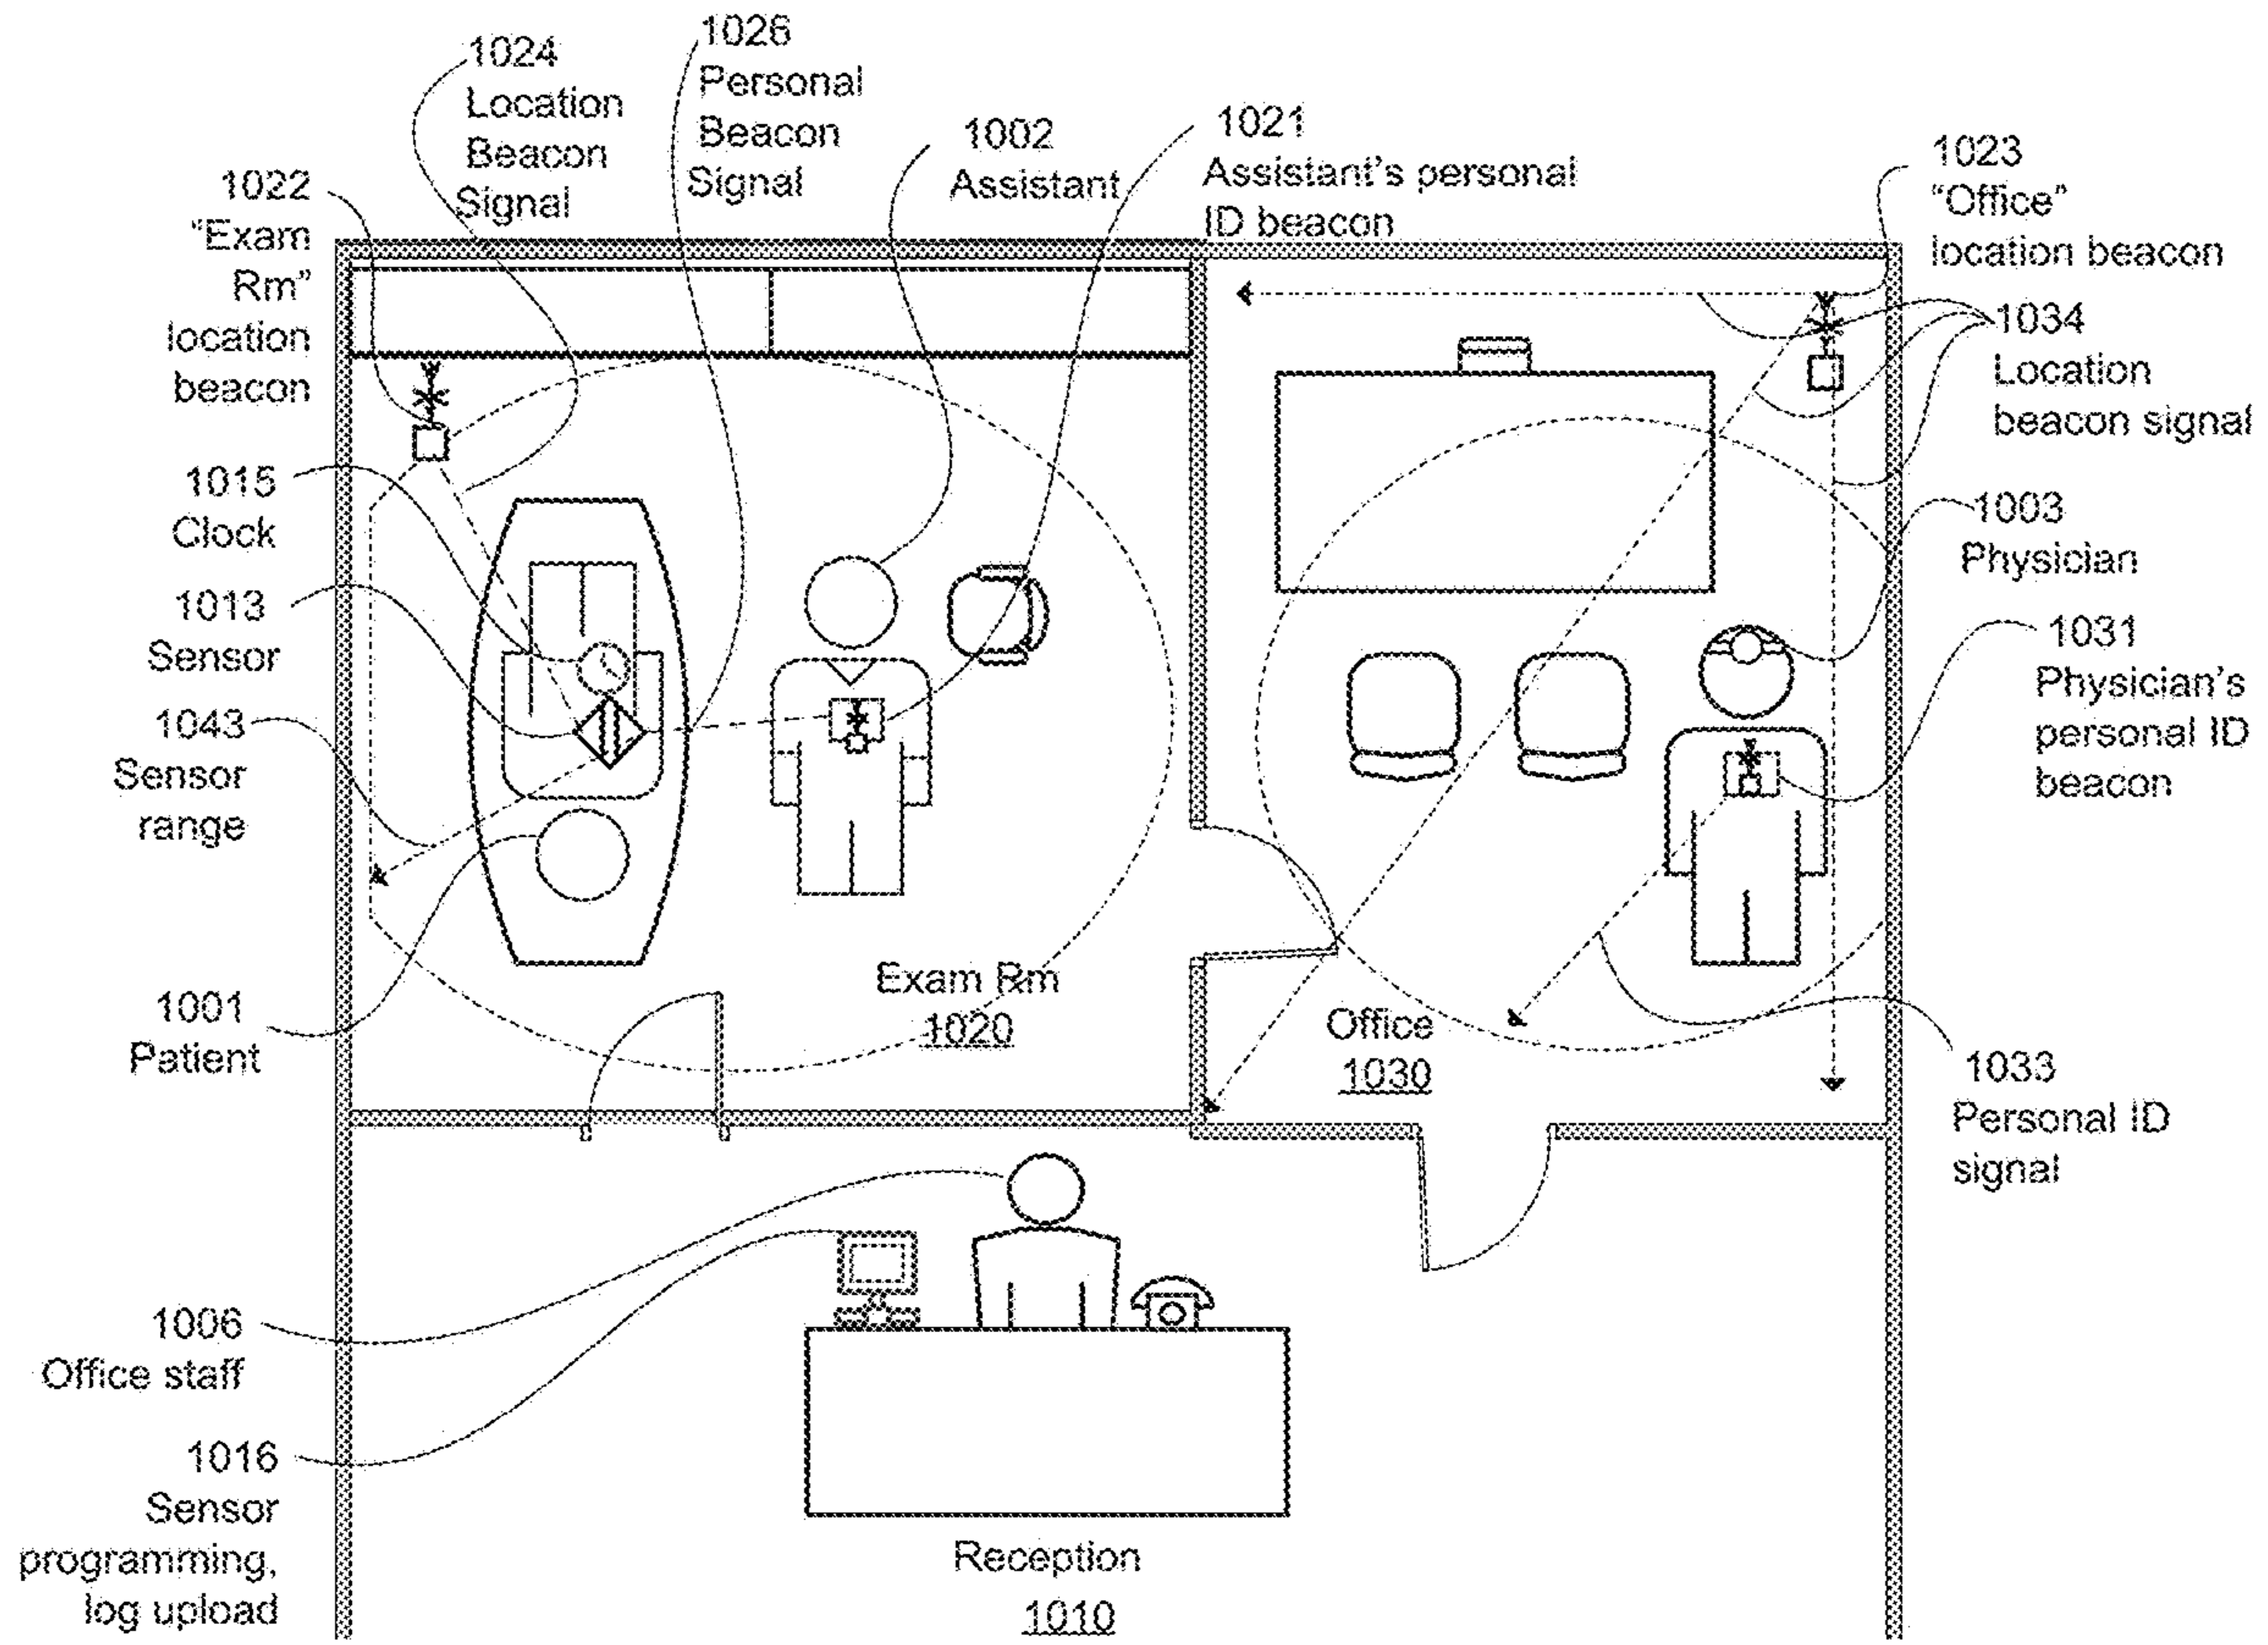 1024
Location
Beacon
Signal
1026
Personal
Beacon
Signal
1002
Assistant
1021
Assistant's personal
ID beacon
1023
"Office"
location beacon
1022
"Exam
Rm"
location
beacon
1034
Location
beacon signal
1015
Clock
1003
Physician
1013
Sensor
1031
Physician's
personal ID
beacon
1043
Sensor
range
Exam Rm
1020
1001
Patient
Office
1030
1033
Personal ID
signal
1006
Office staff
1016
Sensor
programming,
log upload
Reception
1010